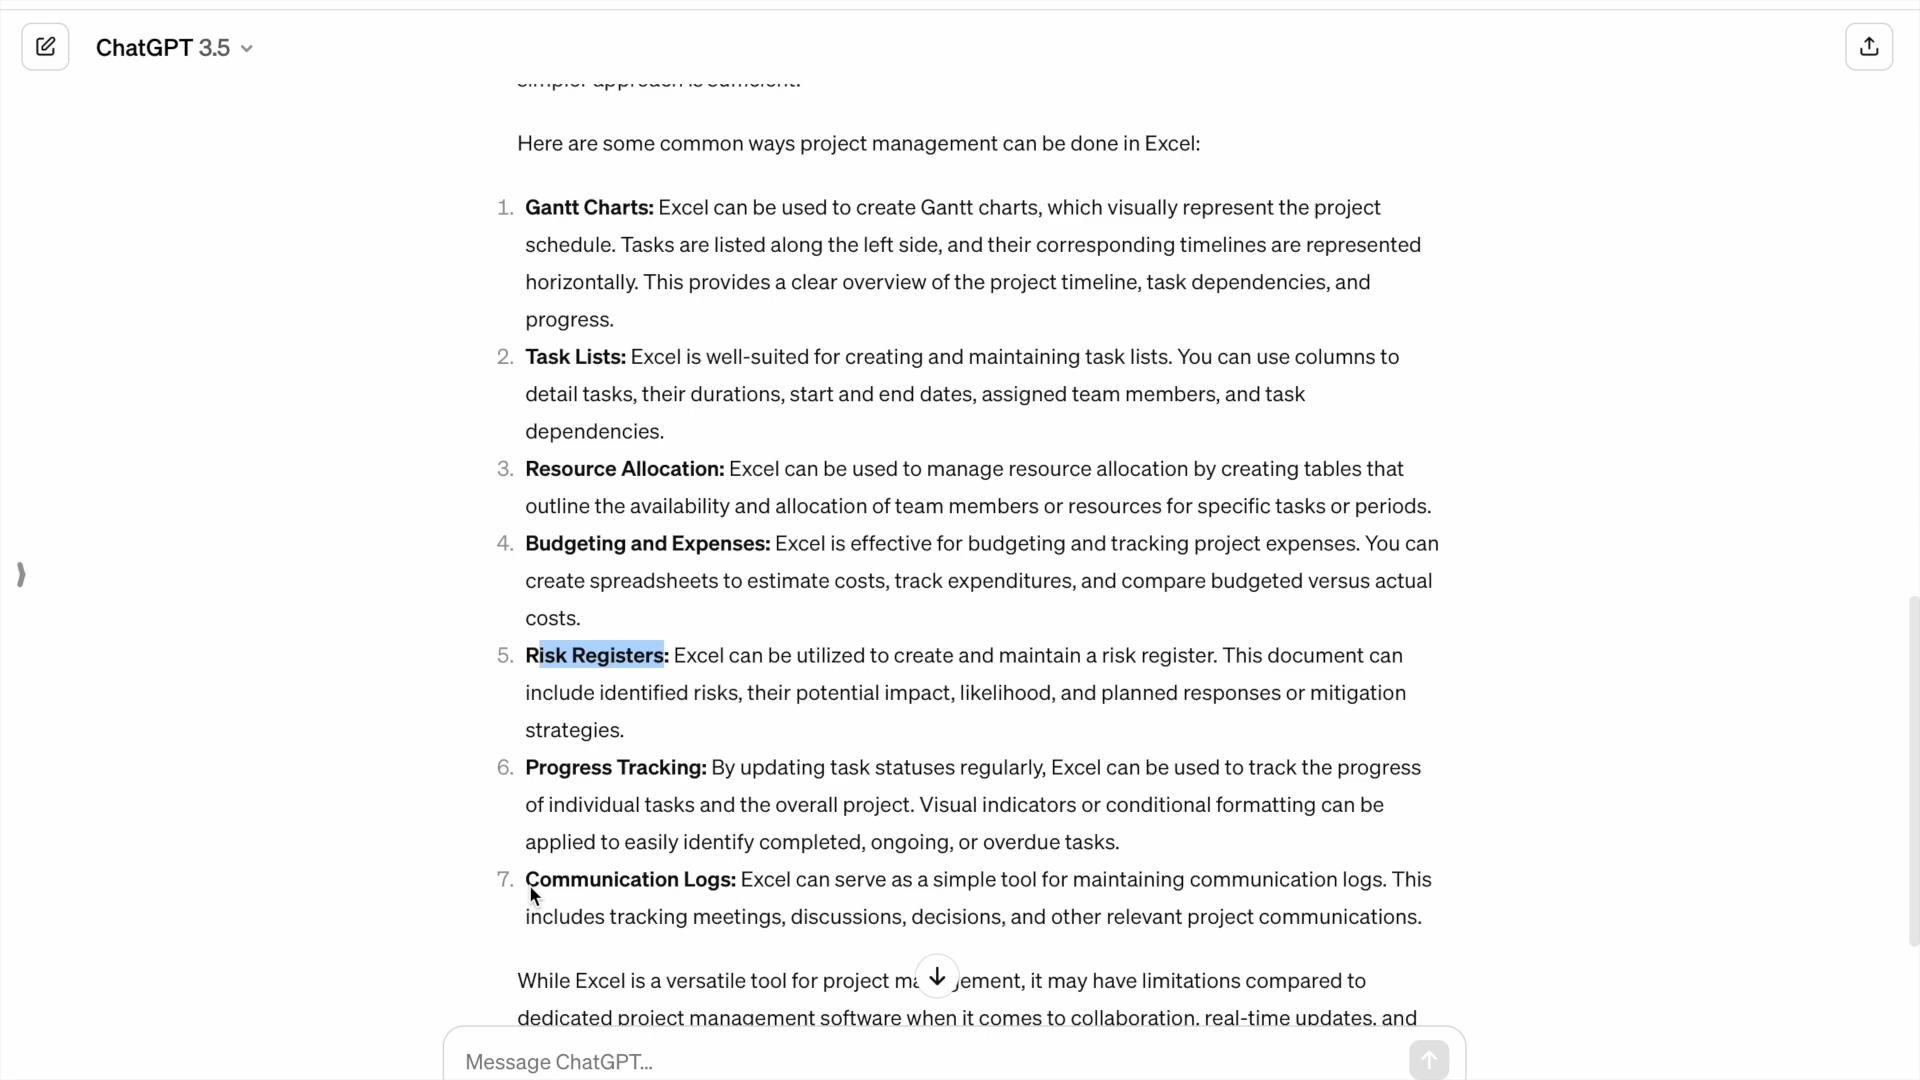 ChatGPT 3.5
simpler approach is sufficient.
Here are some common ways project management can be done in Excel:
1. Gantt Charts: Excel can be used to create Gantt charts, which visually represent the project
schedule. Tasks are listed along the left side, and their corresponding timelines are represented
horizontally. This provides a clear overview of the project timeline, task dependencies, and
progress.
2. Task Lists: Excel is well-suited for creating and maintaining task lists. You can use columns to
detail tasks, their durations, start and end dates, assigned team members, and task
dependencies.
3. Resource Allocation: Excel can be used to manage resource allocation by creating tables that
outline the availability and allocation of team members or resources for specific tasks or periods.
4. Budgeting and Expenses: Excel is effective for budgeting and tracking project expenses. You can
create spreadsheets to estimate costs, track expenditures, and compare budgeted versus actual
costs.
5. Risk Registers: Excel can be utilized to create and maintain a risk register. This document can
include identified risks, their potential impact, likelihood, and planned responses or mitigation
strategies.
6. Progress Tracking: By updating task statuses regularly, Excel can be used to track the progress
of individual tasks and the overall project. Visual indicators or conditional formatting can be
applied to easily identify completed, ongoing, or overdue tasks.
7. Communication Logs: Excel can serve as a simple tool for maintaining communication logs. This
includes tracking meetings, discussions, decisions, and other relevant project communications.
While Excel is a versatile tool for project management, it may have limitations compared to
dedicated project management software when it comes to collaboration, real-time updates, and
Message ChatGPT...